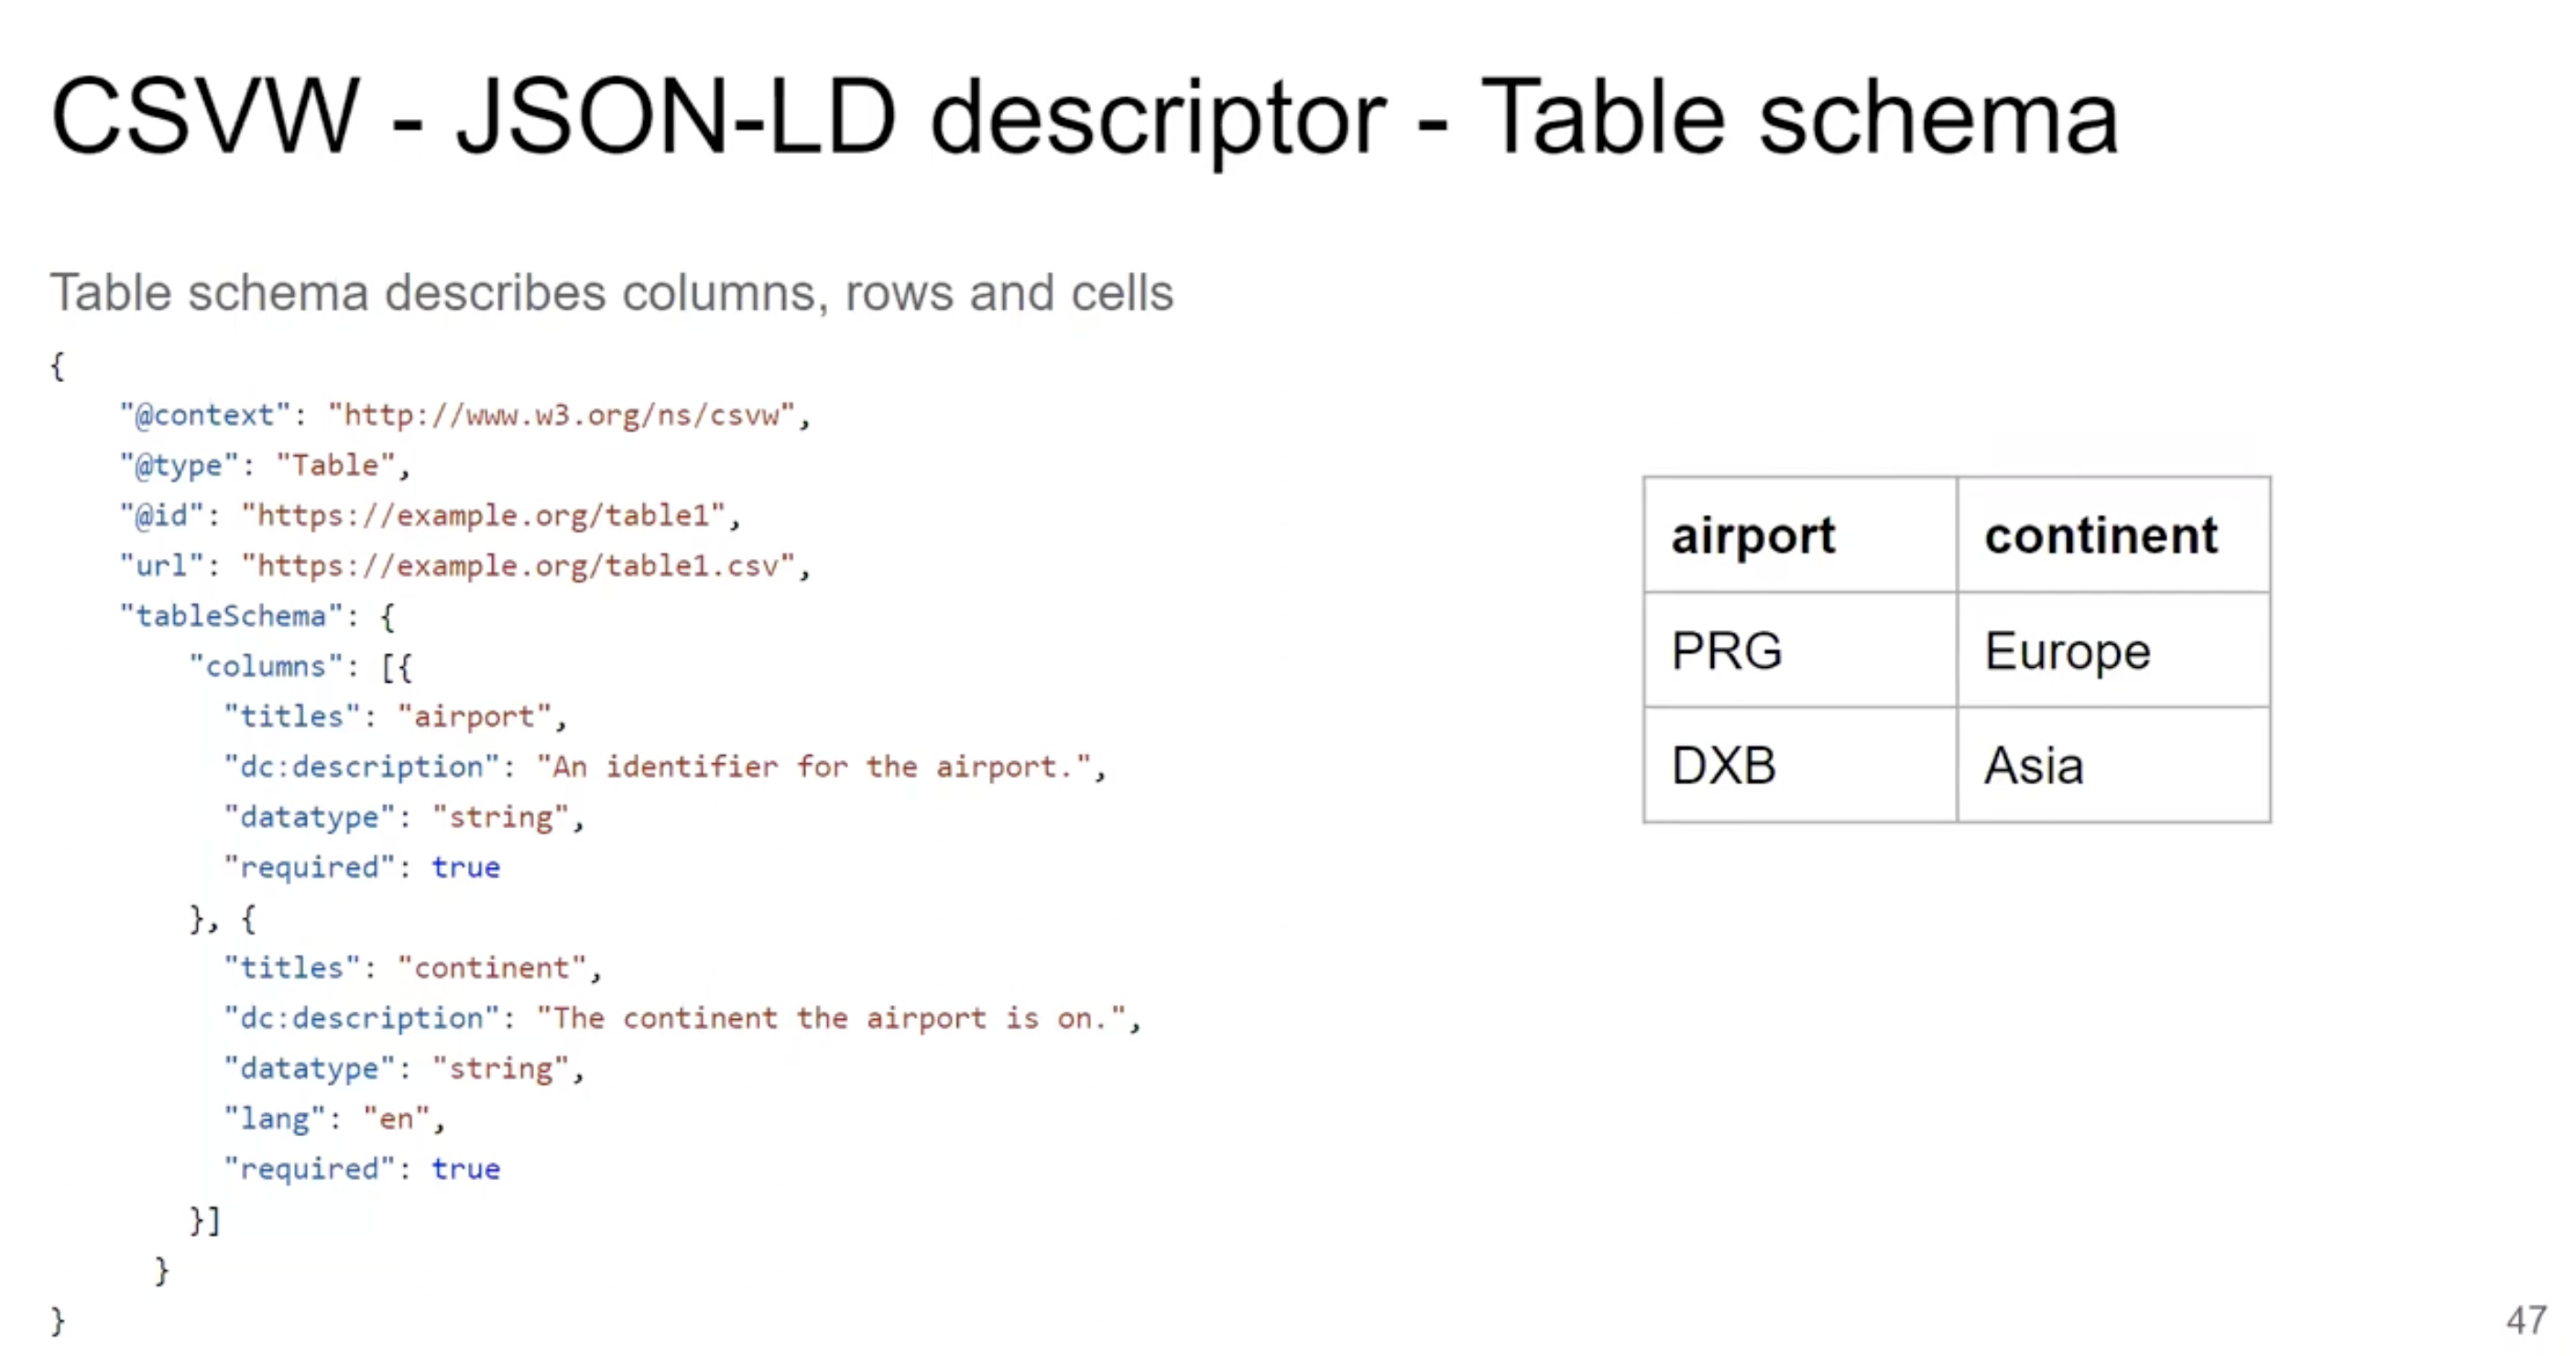 CSVW - JSON-LD descriptor - Table schema
Table schema describes columns, rows and cells
{
    "@context": "http://www.w3.org/ns/csvw",
    "@type": "Table",
    "@id": "https://example.org/table1",
    "url": "https://example.org/table1.csv",
    "tableSchema": {
        "columns": [{
          "titles": "airport",
          "dc:description": "An identifier for the airport.",
          "datatype": "string",
          "required": true
        }, {
          "titles": "continent",
          "dc:description": "The continent the airport is on.",
          "datatype": "string",
          "lang": "en",
          "required": true
        }]
      }
}
airport continent
PRG Europe
DXB Asia
47